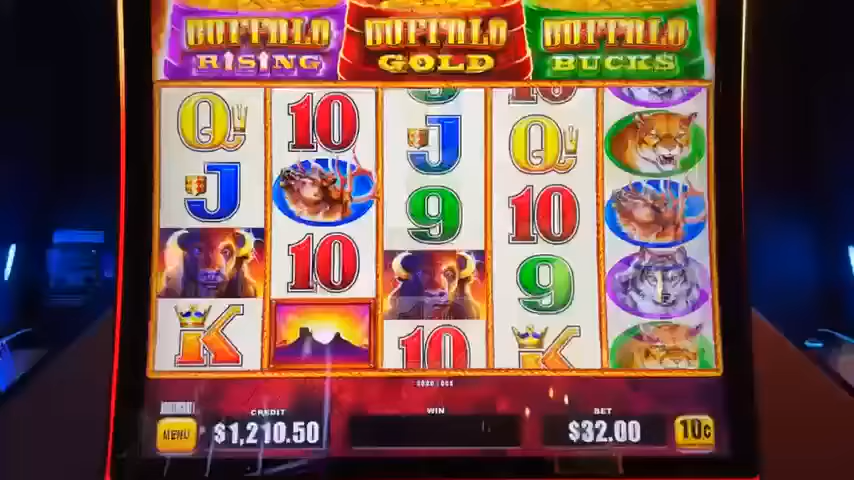 BUFFALO RISING
BUFFALO GOLD
BUFFALO BUCKS
Q 10 J Q
J 9 10
10 9
K 10 K
CREDIT WIN BET
MENU $1,210.50 $32.00 10¢